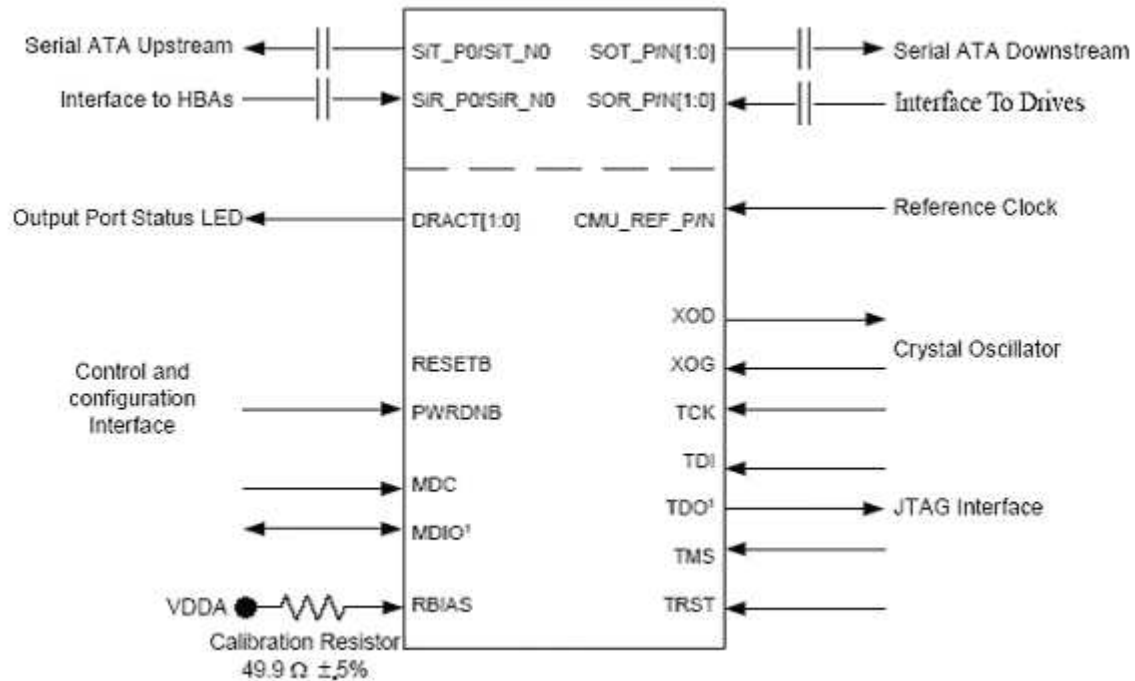 Serial ATA Upstream
SiT_P0/SiT_N0
SOT_P/N[1:0]
Serial ATA Downstream
Interface to HBAs
SiR_P0/SiR_N0
SOR_P/N[1:0]
Interface To Drives
Output Port Status LED
DRACT[1:0]
CMU_REF_P/N
Reference Clock
XOD
Crystal Oscillator
XOG
Control and
configuration
Interface
RESETB
PWRDNB
TCK
TDI
MDC
TDO¹
JTAG Interface
MDIO¹
TMS
VDDA
RBIAS
TRST
Calibration Resistor
49.9 Ω ±.5%